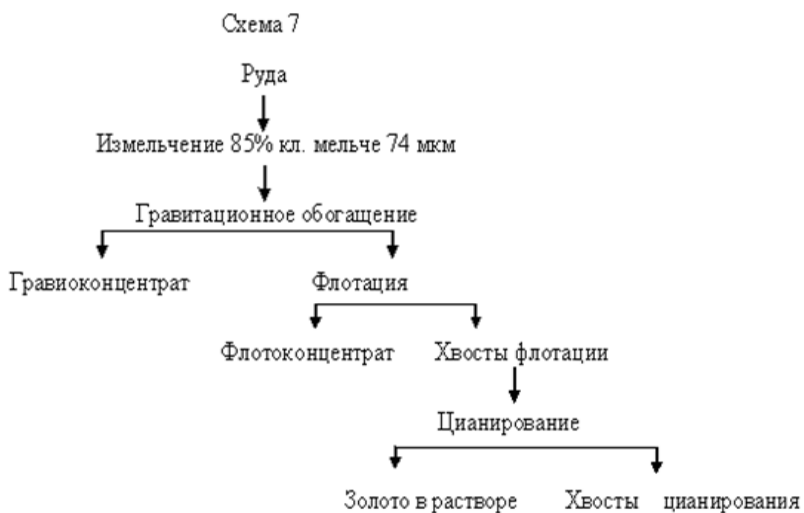 Схема 7
Руда
Измельчение 85% кл. мельче 74 мкм
Гравитационное обогащение
Гравиоконцентрат Флотация
Флотоконцентрат Хвосты флотации
Цианирование
Золото в растворе Хвосты цианирования